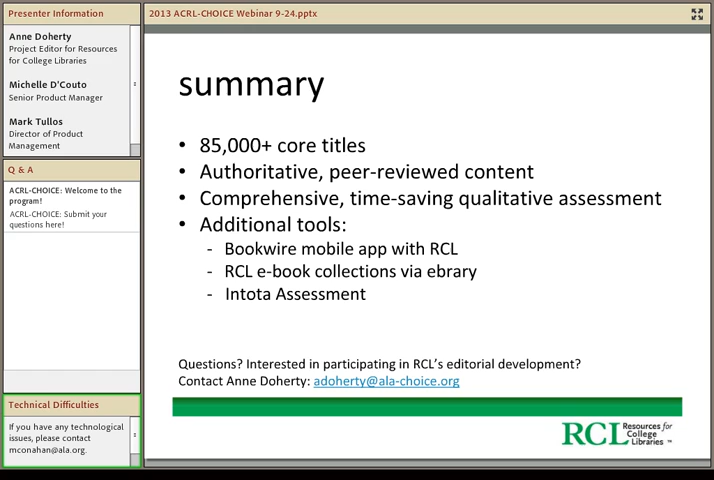 Presenter Information
Anne Doherty
Project Editor for Resources
for College Libraries
Michelle D'Couto
Senior Product Manager
Mark Tullos
Director of Product
Management
Q & A
ACRL-CHOICE: Welcome to the
program!
ACRL-CHOICE: Submit your
questions here!
Technical Difficulties
If you have any technological
issues, please contact
mconahan@ala.org.
2013 ACRL-CHOICE Webinar 9-24.pptx
summary
• 85,000+ core titles
• Authoritative, peer-reviewed content
• Comprehensive, time-saving qualitative assessment
• Additional tools:
- Bookwire mobile app with RCL
- RCL e-book collections via ebrary
- Intota Assessment
Questions? Interested in participating in RCL's editorial development?
Contact Anne Doherty: adoherty@ala-choice.org
RCL Resources for
College
Libraries ™